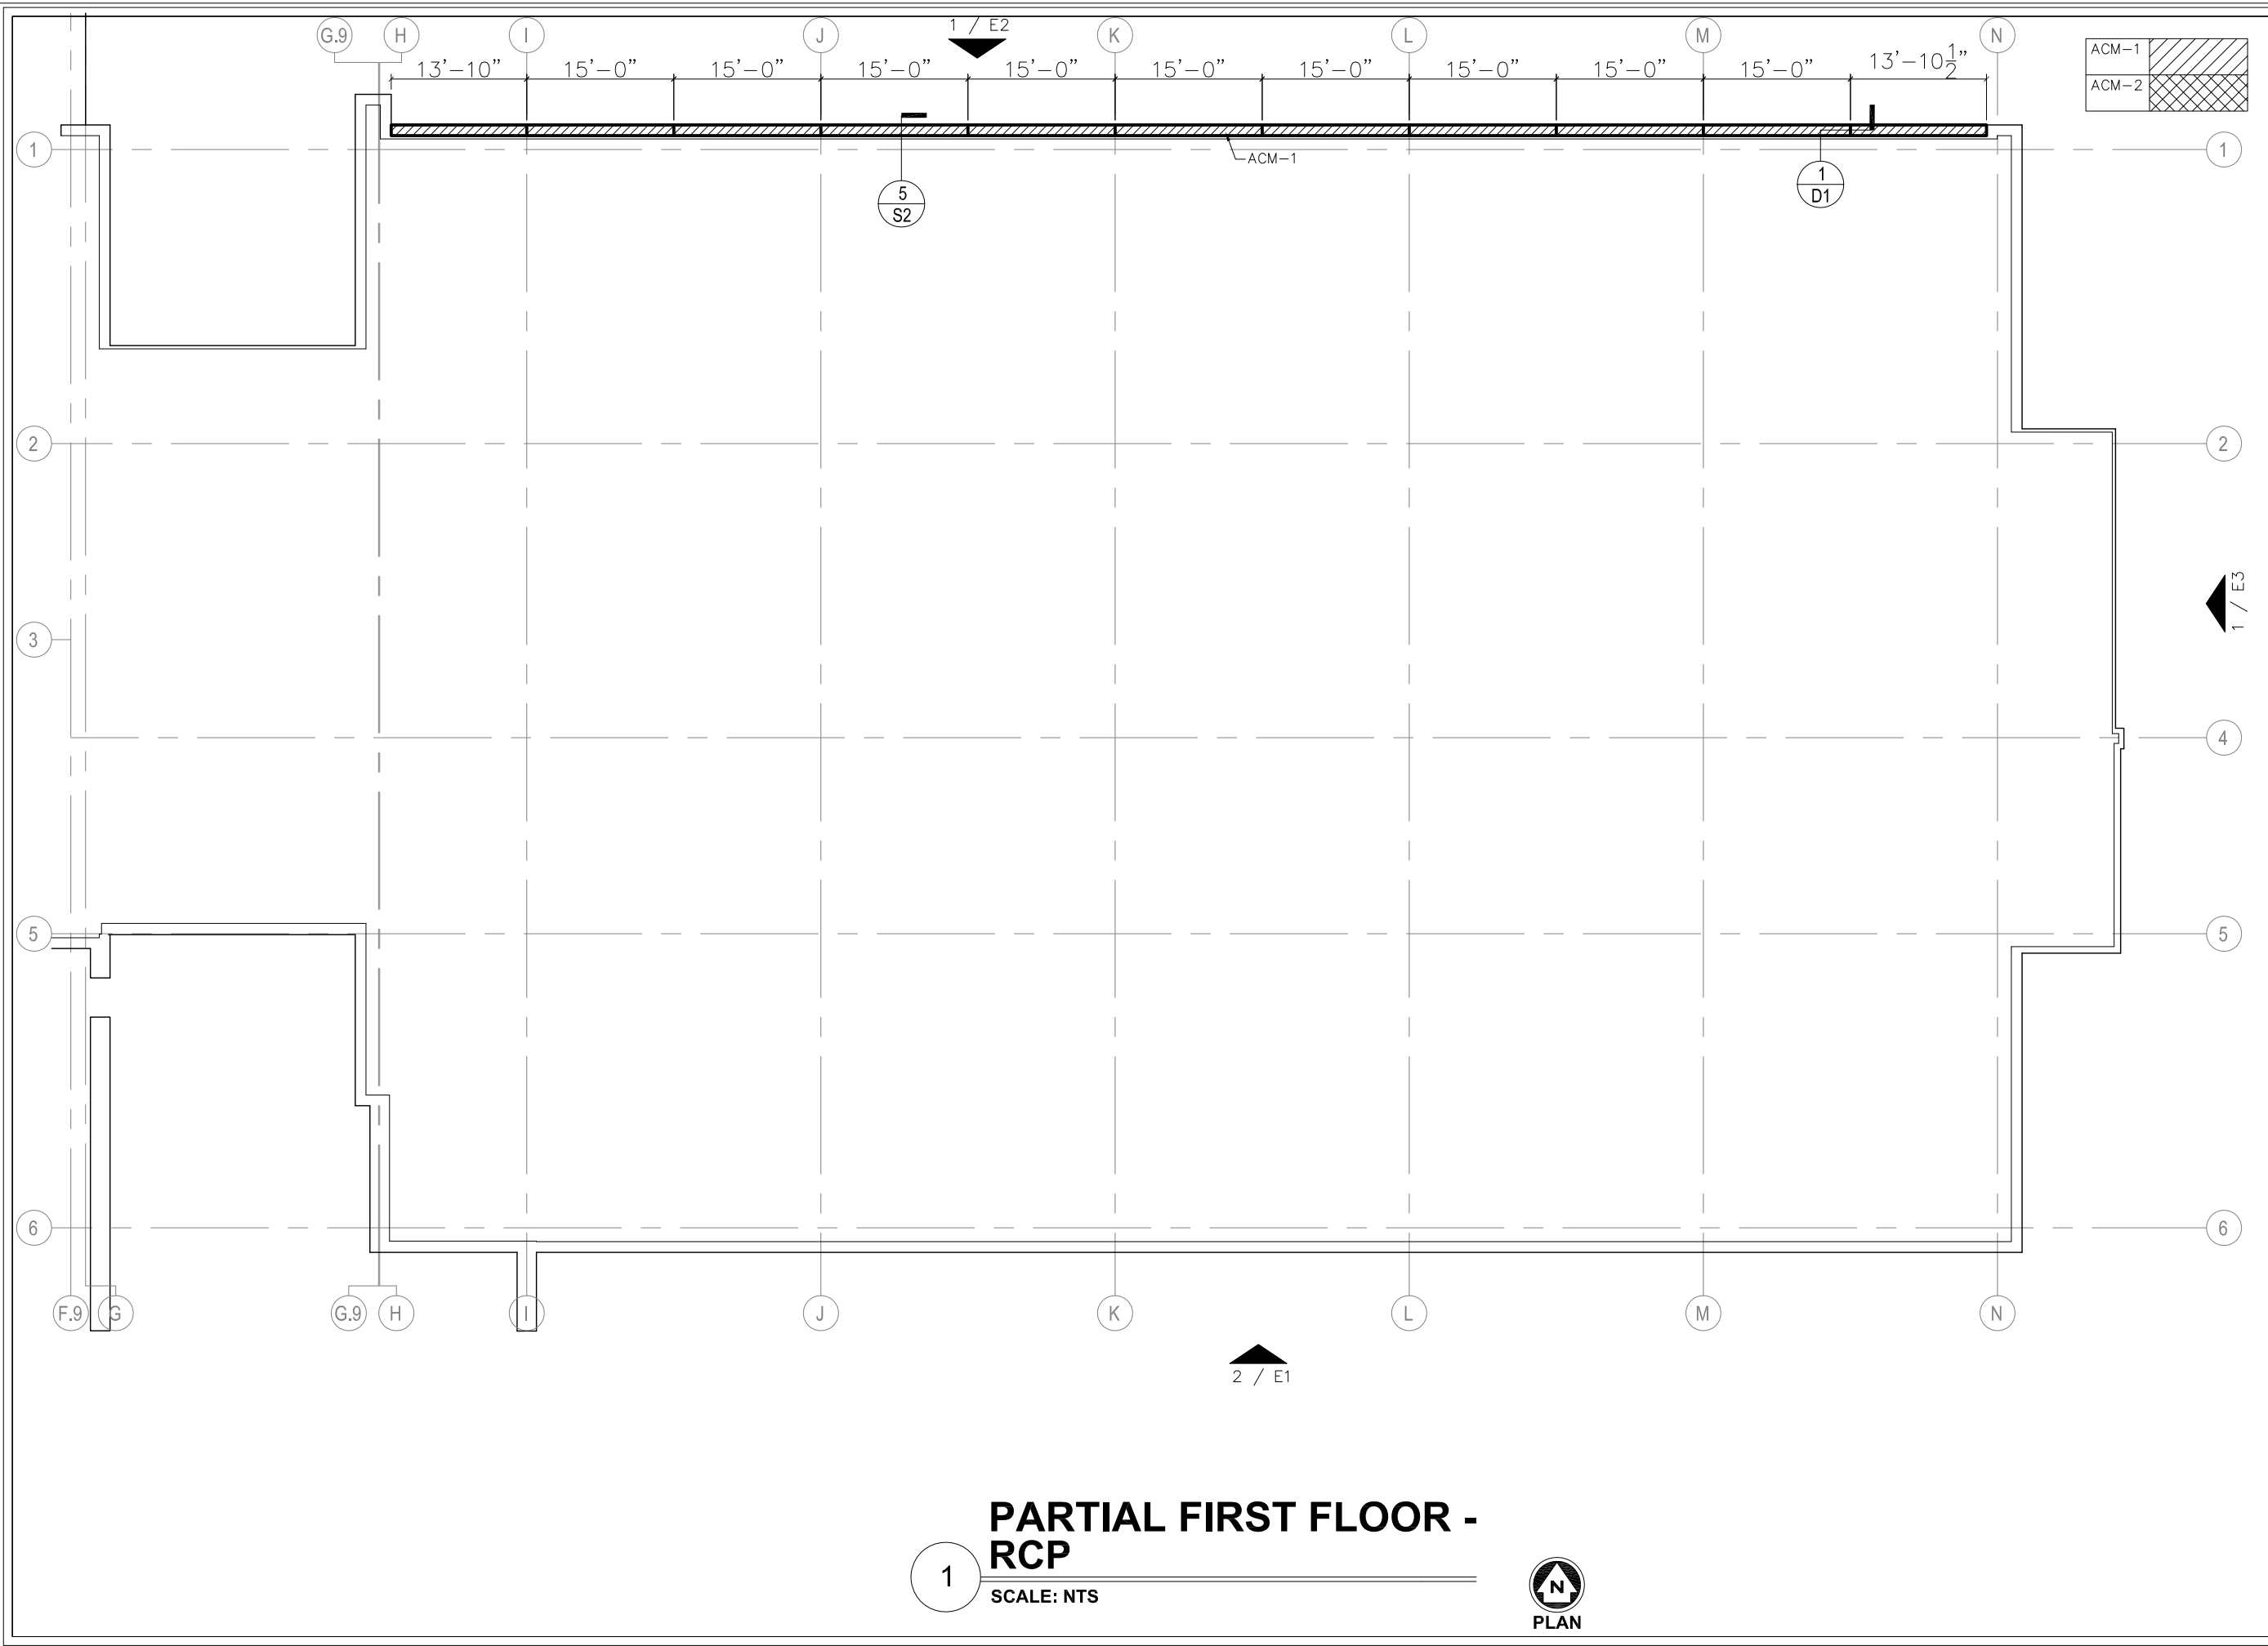 G.9 H I J 1 / E2 K L M N
ACM-1
ACM-2
13'-10" 15'-0" 15'-0" 15'-0" 15'-0" 15'-0" 15'-0" 15'-0" 15'-0" 15'-0" 13'-10 1/2"
1 ACM-1 1
5
S2
1
D1
2 2
1 / E3
3
4
5 5
6 6
F.9 G G.9 H I J K L M N
2 / E1
PARTIAL FIRST FLOOR -
RCP
1
SCALE: NTS
N
PLAN